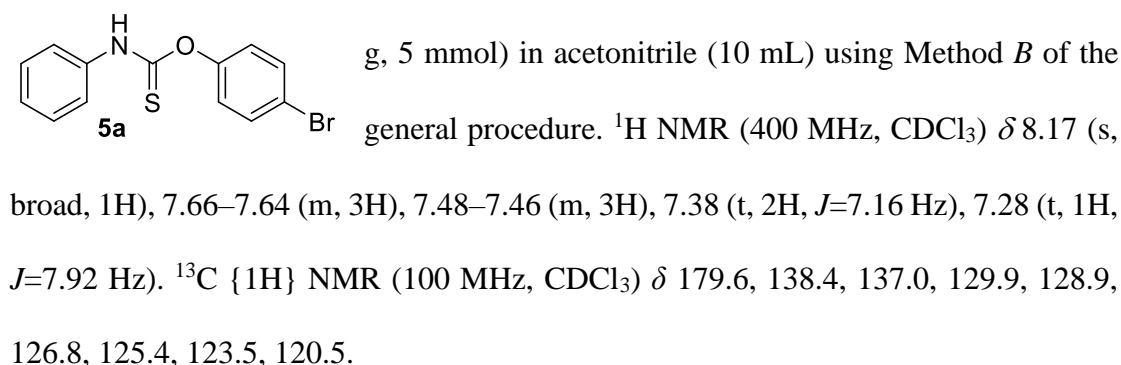 H
N
O
S
Br
5a
g, 5 mmol) in acetonitrile (10 mL) using Method B of the
general procedure. ¹H NMR (400 MHz, CDCl₃) δ 8.17 (s,
broad, 1H), 7.66–7.64 (m, 3H), 7.48–7.46 (m, 3H), 7.38 (t, 2H, J=7.16 Hz), 7.28 (t, 1H,
J=7.92 Hz). ¹³C {1H} NMR (100 MHz, CDCl₃) δ 179.6, 138.4, 137.0, 129.9, 128.9,
126.8, 125.4, 123.5, 120.5.